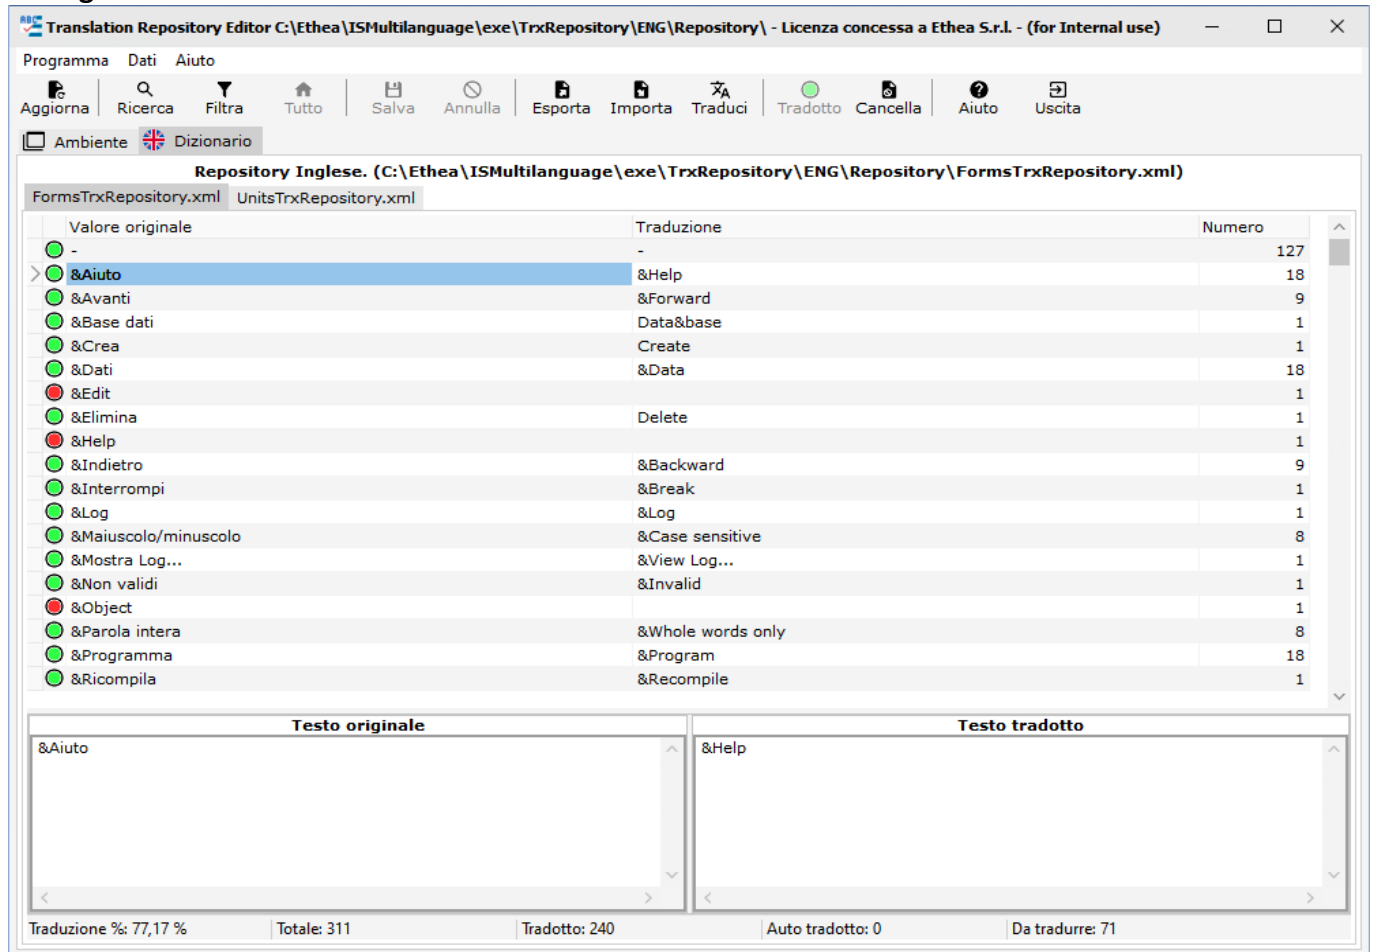 Translation Repository Editor C:\Ethea\ISMultilanguage\exe\TrxRepository\ENG\Repository\ - Licenza concessa a Ethea S.r.l. - (for Internal use)
Programma Dati Aiuto
Aggiorna Ricerca Filtra Tutto Salva Annulla Esporta Importa Traduci Tradotto Cancella Aiuto Uscita
Ambiente Dizionario
Repository Inglese. (C:\Ethea\ISMultilanguage\exe\TrxRepository\ENG\Repository\FormsTrxRepository.xml)
FormsTrxRepository.xml UnitsTrxRepository.xml
Valore originale Traduzione Numero
- - 127
&Aiuto &Help 18
&Avanti &Forward 9
&Base dati Data&base 1
&Crea Create 1
&Dati &Data 18
&Edit 1
&Elimina Delete 1
&Help 1
&Indietro &Backward 9
&Interrompi &Break 1
&Log &Log 1
&Maiuscolo/minuscolo &Case sensitive 8
&Mostra Log... &View Log... 1
&Non validi &Invalid 1
&Object 1
&Parola intera &Whole words only 8
&Programma &Program 18
&Ricompila &Recompile 1
Testo originale Testo tradotto
&Aiuto &Help
Traduzione %: 77,17 % Totale: 311 Tradotto: 240 Auto tradotto: 0 Da tradurre: 71